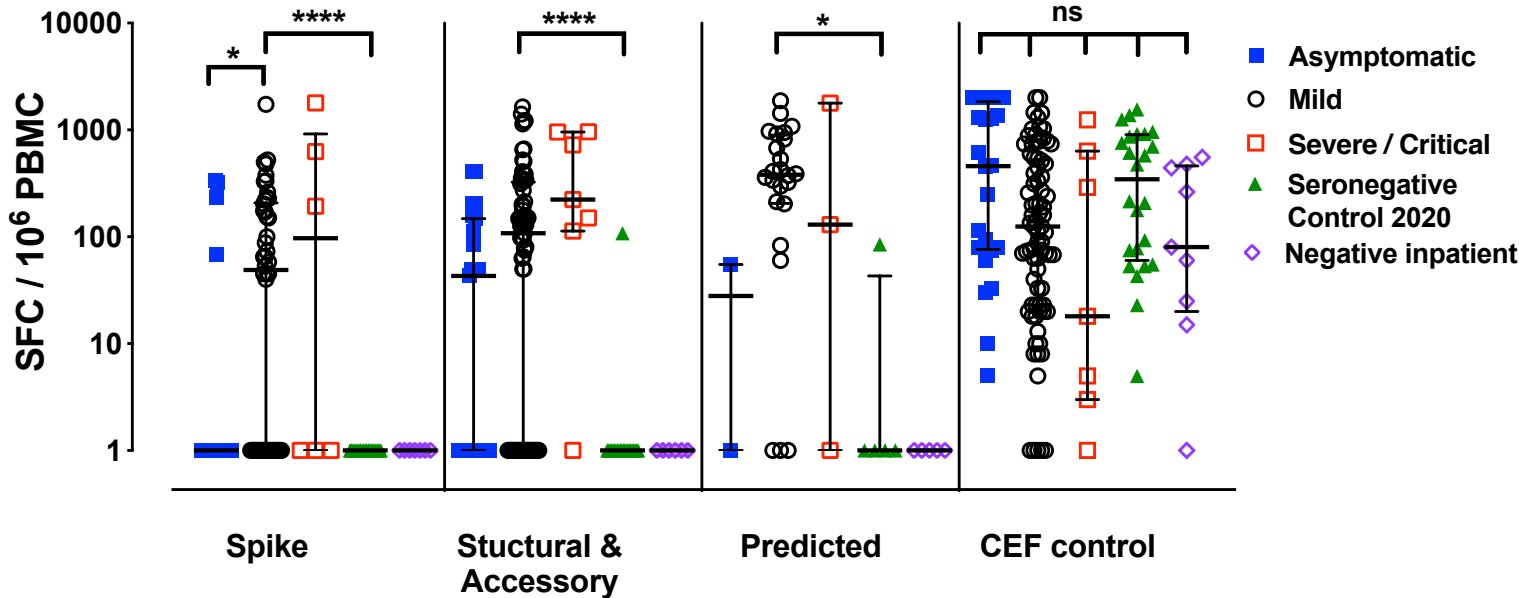 10000
1000
100
10
1
SFC / 10⁶ PBMC
*
****
****
*
ns
Asymptomatic
Mild
Severe / Critical
Seronegative
Control 2020
Negative inpatient
Spike
Stuctural &
Accessory
Predicted
CEF control